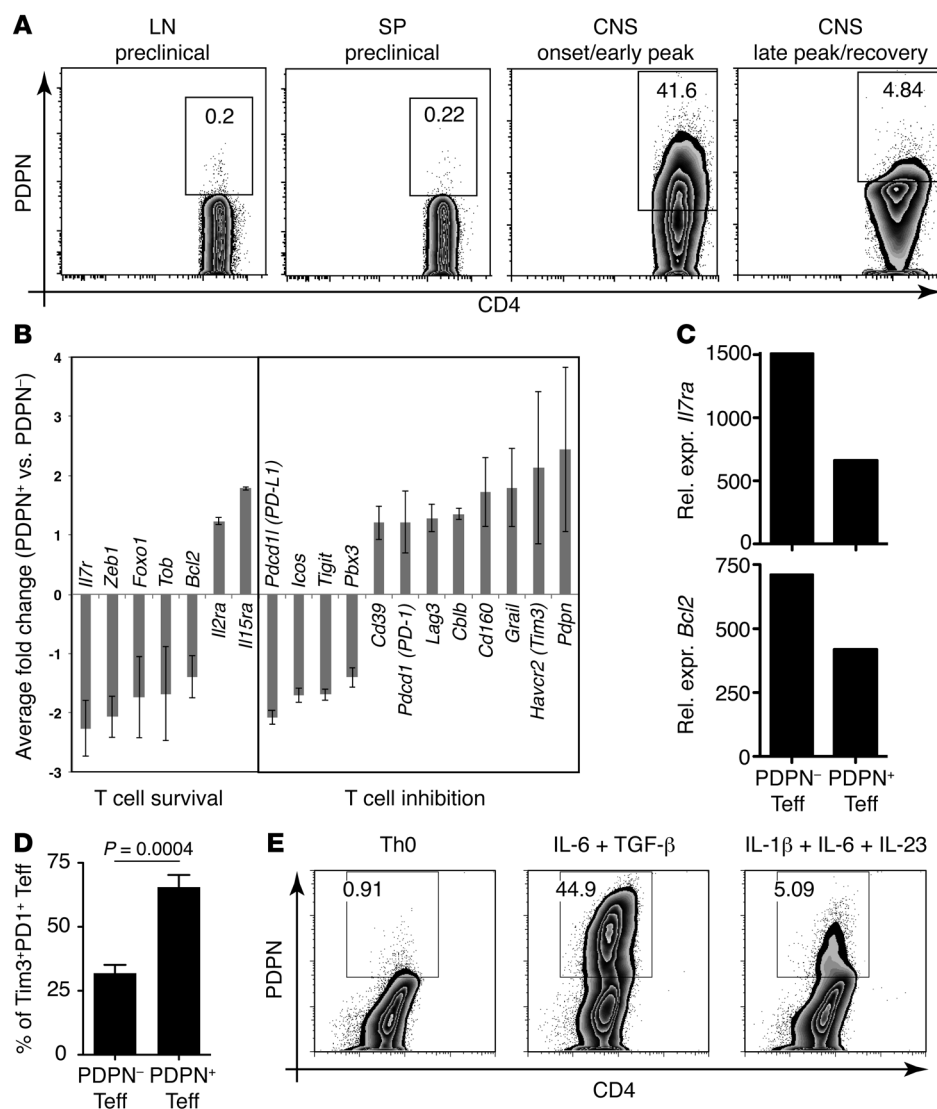 A
LN
preclinical
SP
preclinical
CNS
onset/early peak
CNS
late peak/recovery
0.2
0.22
41.6
4.84
PDPN
CD4
B
Average fold change (PDPN⁺ vs. PDPN⁻)
4
3
2
1
0
-1
-2
-3
Il7r
Zeb1
Foxo1
Tob
Bcl2
Il2ra
Il15ra
Pdcd1l (PD-L1)
Icos
Tigit
Pbx3
Cd39
Pdcd1 (PD-1)
Lag3
Cblb
Cd160
Grail
Havcr2 (Tim3)
Pdpn
T cell survival
T cell inhibition
C
Rel. expr. Il7ra
1500
1000
500
0
Rel. expr. Bcl2
750
500
250
0
PDPN⁻
Teff
PDPN⁺
Teff
D
P = 0.0004
% of Tim3⁺PD1⁺ Teff
75
50
25
0
PDPN⁻
Teff
PDPN⁺
Teff
E
Th0
IL-6 + TGF-β
IL-1β + IL-6 + IL-23
0.91
44.9
5.09
PDPN
CD4